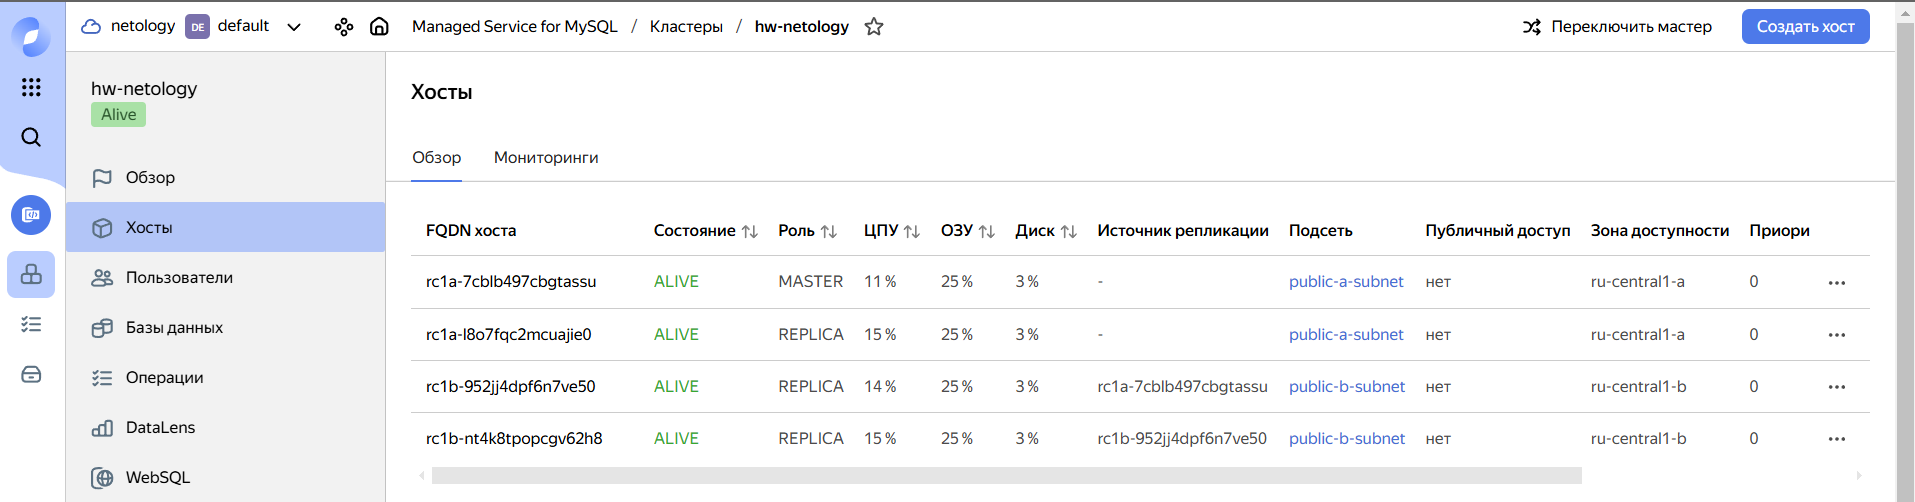 netology DE default Managed Service for MySQL / Кластеры / hw-netology Переключить мастер Создать хост
hw-netology
Alive
Обзор
Хосты
Пользователи
Базы данных
Операции
DataLens
WebSQL
Хосты
Обзор Мониторинги
FQDN хоста Состояние Роль ЦПУ ОЗУ Диск Источник репликации Подсеть Публичный доступ Зона доступности Приори
rc1a-7cblb497cbgtassu ALIVE MASTER 11 % 25 % 3 % - public-a-subnet нет ru-central1-a 0
rc1a-l8o7fqc2mcuajie0 ALIVE REPLICA 15 % 25 % 3 % - public-a-subnet нет ru-central1-a 0
rc1b-952jj4dpf6n7ve50 ALIVE REPLICA 14 % 25 % 3 % rc1a-7cblb497cbgtassu public-b-subnet нет ru-central1-b 0
rc1b-nt4k8tpopcgv62h8 ALIVE REPLICA 15 % 25 % 3 % rc1b-952jj4dpf6n7ve50 public-b-subnet нет ru-central1-b 0